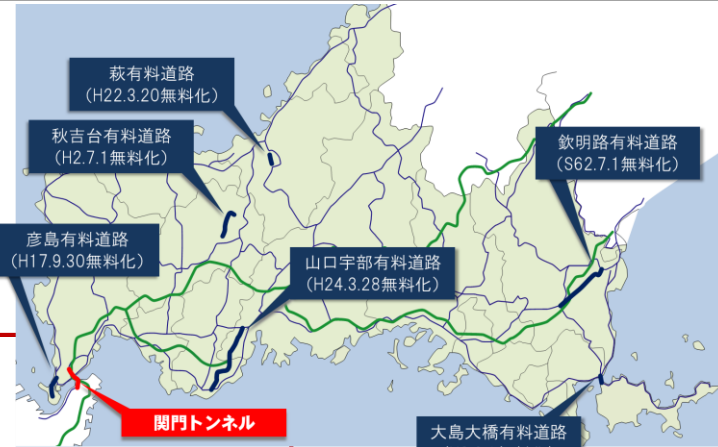 萩有料道路
（H22.3.20無料化）
秋吉台有料道路
（H2.7.1無料化）
欽明路有料道路
（S62.7.1無料化）
彦島有料道路
（H17.9.30無料化）
山口宇部有料道路
（H24.3.28無料化）
関門トンネル
大島大橋有料道路